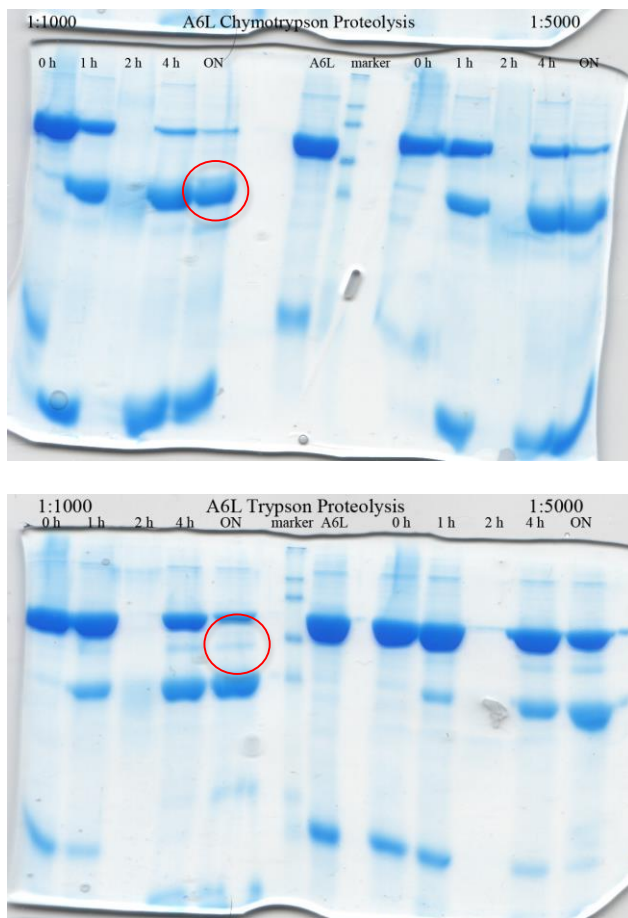 1:1000 A6L Chymotrypson Proteolysis 1:5000
0 h 1 h 2 h 4 h ON A6L marker 0 h 1 h 2 h 4 h ON
1:1000 A6L Trypson Proteolysis 1:5000
0 h 1 h 2 h 4 h ON marker A6L 0 h 1 h 2 h 4 h ON